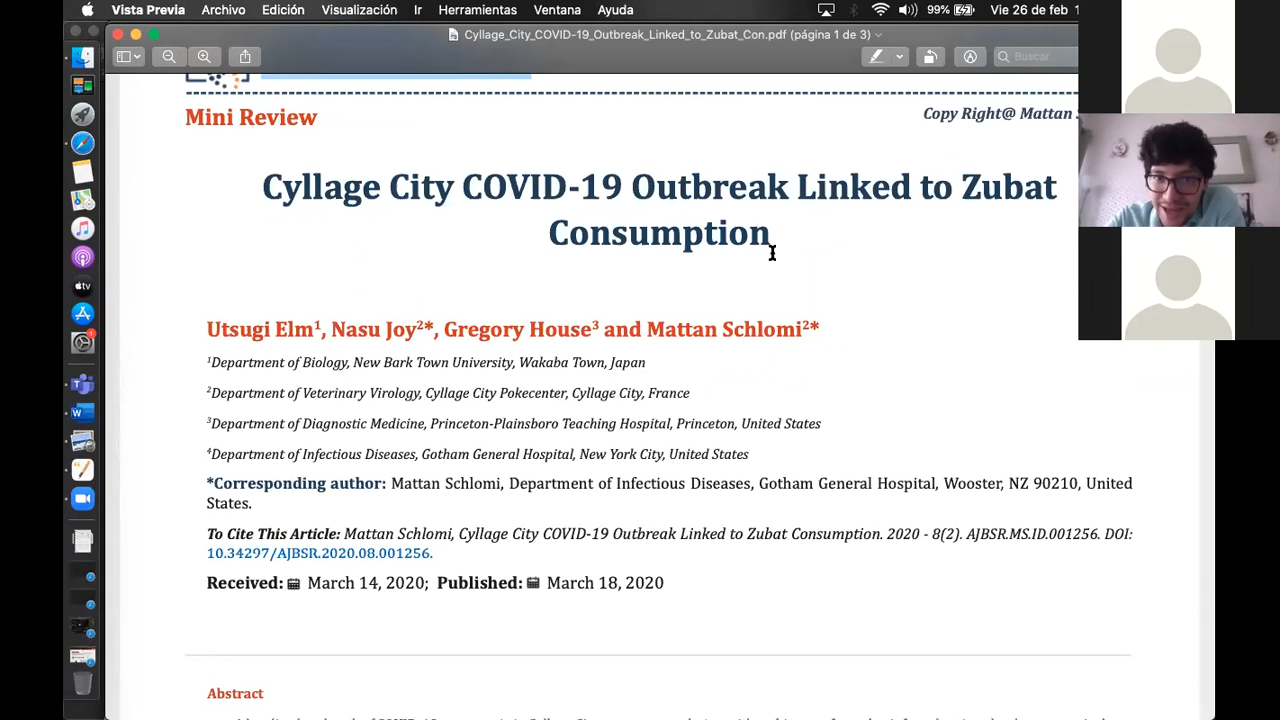 Vista Previa Archivo Edición Visualización Ir Herramientas Ventana Ayuda 99% Vie 26 de feb 1
Cyllage_City_COVID-19_Outbreak_Linked_to_Zubat_Con.pdf (página 1 de 3)
Buscar
Mini Review
Copy Right@ Mattan
Cyllage City COVID-19 Outbreak Linked to Zubat
Consumption
Utsugi Elm1, Nasu Joy2*, Gregory House3 and Mattan Schlomi2*
1Department of Biology, New Bark Town University, Wakaba Town, Japan
2Department of Veterinary Virology, Cyllage City Pokecenter, Cyllage City, France
3Department of Diagnostic Medicine, Princeton-Plainsboro Teaching Hospital, Princeton, United States
4Department of Infectious Diseases, Gotham General Hospital, New York City, United States
*Corresponding author: Mattan Schlomi, Department of Infectious Diseases, Gotham General Hospital, Wooster, NZ 90210, United
States.
To Cite This Article: Mattan Schlomi, Cyllage City COVID-19 Outbreak Linked to Zubat Consumption. 2020 - 8(2). AJBSR.MS.ID.001256. DOI:
10.34297/AJBSR.2020.08.001256.
Received: March 14, 2020; Published: March 18, 2020
Abstract